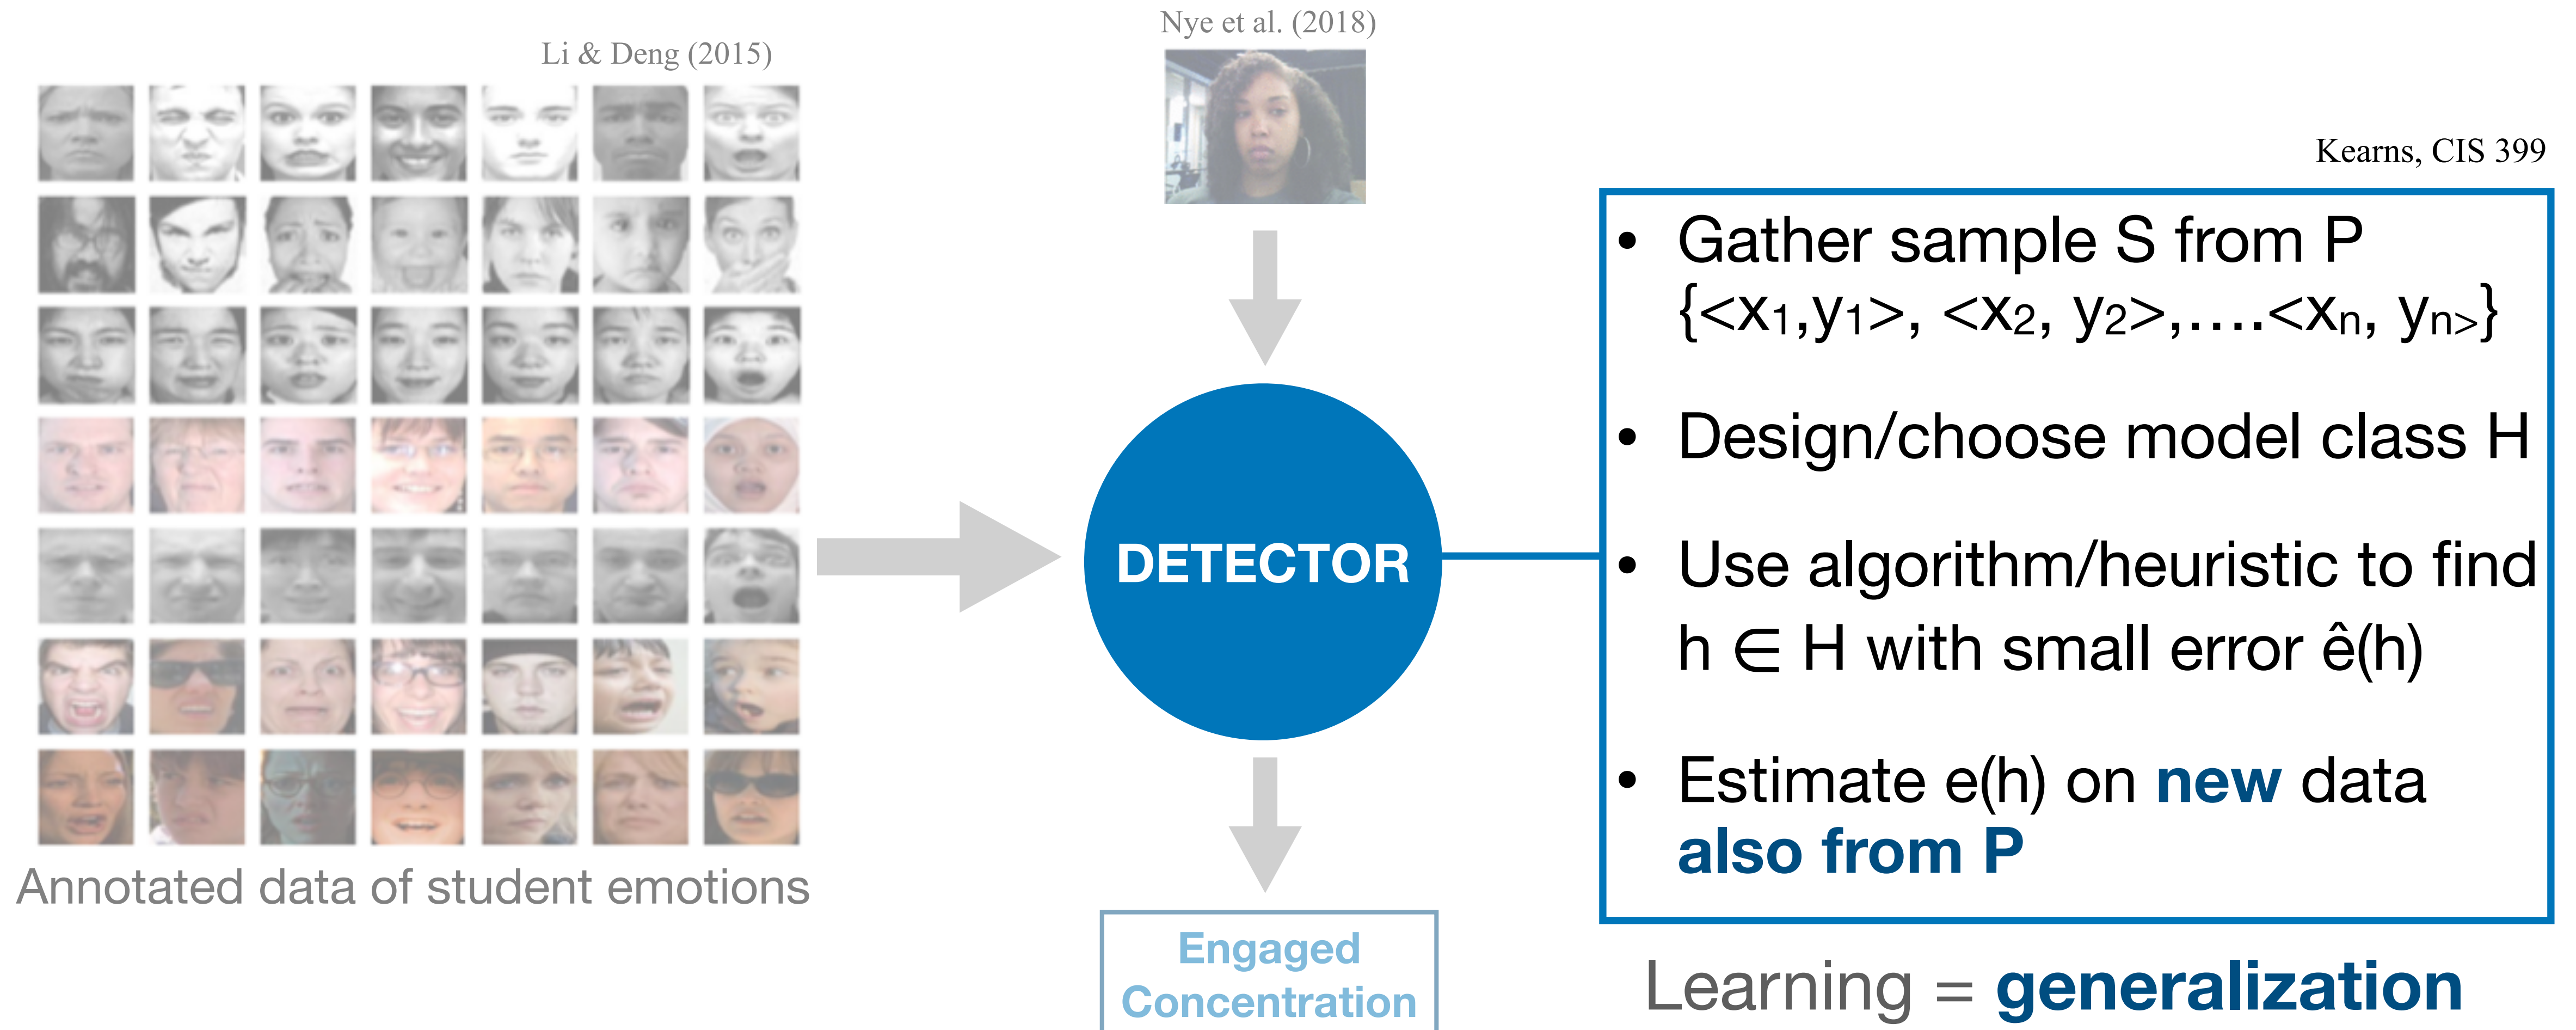 Li & Deng (2015)
Annotated data of student emotions
Nye et al. (2018)
DETECTOR
Engaged
Concentration
Kearns, CIS 399
• Gather sample S from P
{<x₁,y₁>, <x₂, y₂>,....<xₙ, yₙ>}
• Design/choose model class H
• Use algorithm/heuristic to find
h ∈ H with small error ê(h)
• Estimate e(h) on new data
also from P
Learning = generalization